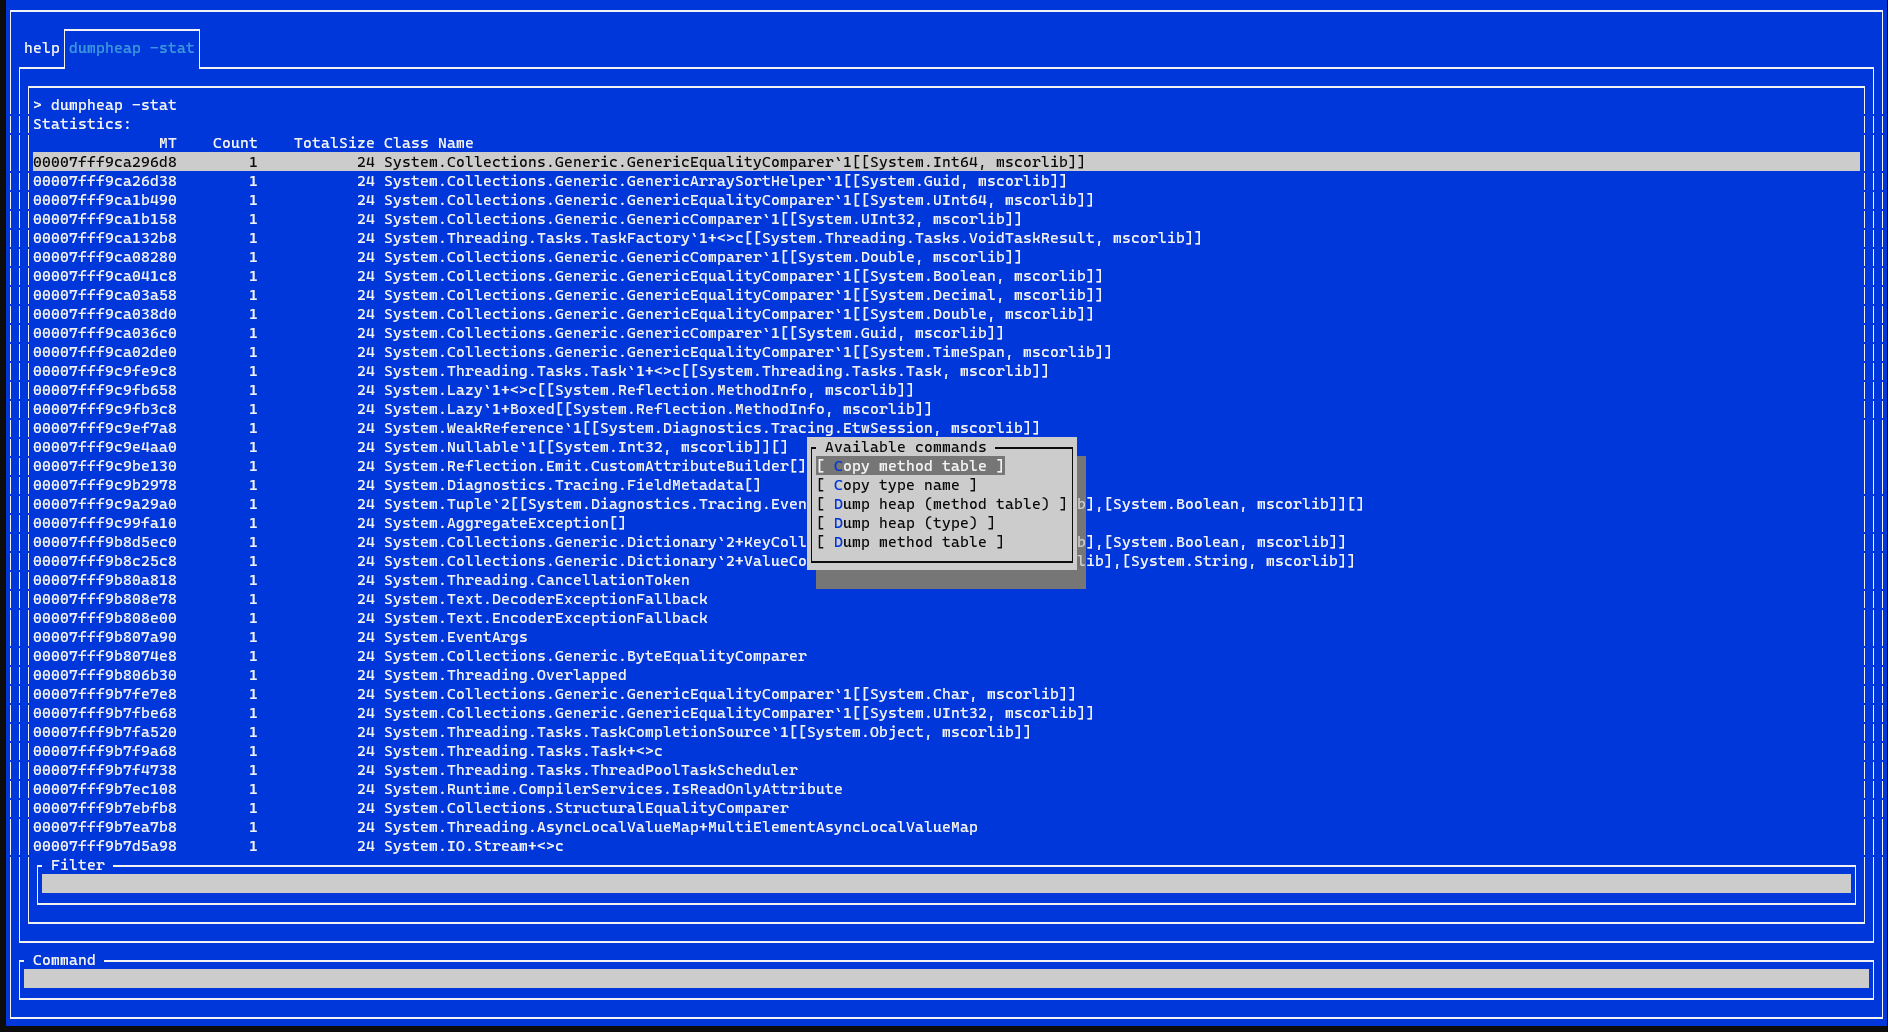 help dumpheap -stat
> dumpheap -stat
Statistics:
MT Count TotalSize Class Name
00007fff9ca296d8 1 24 System.Collections.Generic.GenericEqualityComparer`1[[System.Int64, mscorlib]]
00007fff9ca26d38 1 24 System.Collections.Generic.GenericArraySortHelper`1[[System.Guid, mscorlib]]
00007fff9ca1b490 1 24 System.Collections.Generic.GenericEqualityComparer`1[[System.UInt64, mscorlib]]
00007fff9ca1b158 1 24 System.Collections.Generic.GenericComparer`1[[System.UInt32, mscorlib]]
00007fff9ca132b8 1 24 System.Threading.Tasks.TaskFactory`1+<>c[[System.Threading.Tasks.VoidTaskResult, mscorlib]]
00007fff9ca08280 1 24 System.Collections.Generic.GenericComparer`1[[System.Double, mscorlib]]
00007fff9ca041c8 1 24 System.Collections.Generic.GenericEqualityComparer`1[[System.Boolean, mscorlib]]
00007fff9ca03a58 1 24 System.Collections.Generic.GenericEqualityComparer`1[[System.Decimal, mscorlib]]
00007fff9ca038d0 1 24 System.Collections.Generic.GenericEqualityComparer`1[[System.Double, mscorlib]]
00007fff9ca036c0 1 24 System.Collections.Generic.GenericComparer`1[[System.Guid, mscorlib]]
00007fff9ca02de0 1 24 System.Collections.Generic.GenericEqualityComparer`1[[System.TimeSpan, mscorlib]]
00007fff9c9fe9c8 1 24 System.Threading.Tasks.Task`1+<>c[[System.Threading.Tasks.Task, mscorlib]]
00007fff9c9fb658 1 24 System.Lazy`1+<>c[[System.Reflection.MethodInfo, mscorlib]]
00007fff9c9fb3c8 1 24 System.Lazy`1+Boxed[[System.Reflection.MethodInfo, mscorlib]]
00007fff9c9ef7a8 1 24 System.WeakReference`1[[System.Diagnostics.Tracing.EtwSession, mscorlib]]
00007fff9c9e4aa0 1 24 System.Nullable`1[[System.Int32, mscorlib]][]
00007fff9c9be130 1 24 System.Reflection.Emit.CustomAttributeBuilder[]
00007fff9c9b2978 1 24 System.Diagnostics.Tracing.FieldMetadata[]
00007fff9c9a29a0 1 24 System.Tuple`2[[System.Diagnostics.Tracing.Even b],[System.Boolean, mscorlib]][]
00007fff9c99fa10 1 24 System.AggregateException[]
00007fff9b8d5ec0 1 24 System.Collections.Generic.Dictionary`2+KeyColl b],[System.Boolean, mscorlib]]
00007fff9b8c25c8 1 24 System.Collections.Generic.Dictionary`2+ValueCo lib],[System.String, mscorlib]]
00007fff9b80a818 1 24 System.Threading.CancellationToken
00007fff9b808e78 1 24 System.Text.DecoderExceptionFallback
00007fff9b808e00 1 24 System.Text.EncoderExceptionFallback
00007fff9b807a90 1 24 System.EventArgs
00007fff9b8074e8 1 24 System.Collections.Generic.ByteEqualityComparer
00007fff9b806b30 1 24 System.Threading.Overlapped
00007fff9b7fe7e8 1 24 System.Collections.Generic.GenericEqualityComparer`1[[System.Char, mscorlib]]
00007fff9b7fbe68 1 24 System.Collections.Generic.GenericEqualityComparer`1[[System.UInt32, mscorlib]]
00007fff9b7fa520 1 24 System.Threading.Tasks.TaskCompletionSource`1[[System.Object, mscorlib]]
00007fff9b7f9a68 1 24 System.Threading.Tasks.Task+<>c
00007fff9b7f4738 1 24 System.Threading.Tasks.ThreadPoolTaskScheduler
00007fff9b7ec108 1 24 System.Runtime.CompilerServices.IsReadOnlyAttribute
00007fff9b7ebfb8 1 24 System.Collections.StructuralEqualityComparer
00007fff9b7ea7b8 1 24 System.Threading.AsyncLocalValueMap+MultiElementAsyncLocalValueMap
00007fff9b7d5a98 1 24 System.IO.Stream+<>c
Available commands
[ Copy method table ]
[ Copy type name ]
[ Dump heap (method table) ]
[ Dump heap (type) ]
[ Dump method table ]
Filter
Command